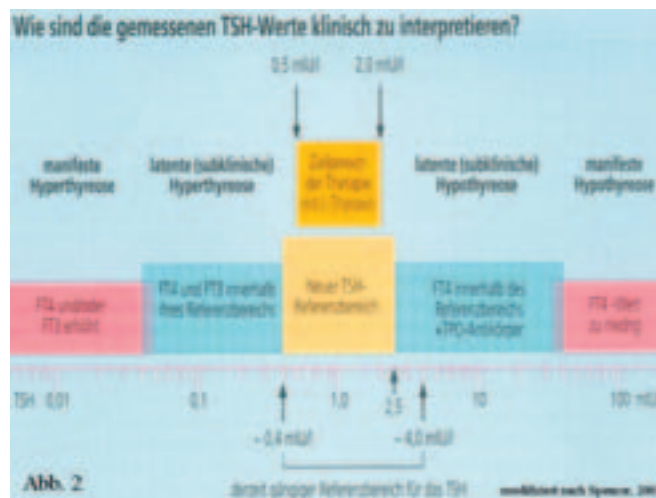 Wie sind die gemessenen TSH-Werte klinisch zu interpretieren?
0.5 mU/l
2.0 mU/l
manifeste
Hyperthyreose
latente (subklinische)
Hyperthyreose
Zielbereich
der Therapie
mit L-Thyroxin
latente (subklinische)
Hypothyreose
manifeste
Hypothyreose
FT4 und/oder
FT3 erhöht
FT4 und FT3 innerhalb
ihres Referenzbereichs
Neuer TSH-
Referenzbereich
FT4 innerhalb des
Referenzbereichs
+TPO-Antikörper
FT4 -Wert
zu niedrig
TSH 0,01 0,1 1,0 2,5 10 100 mU/l
~ 0,4 mU/l
~ 4,0 mU/l
Abb. 2
derzeit gängiger Referenzbereich für das TSH
modifiziert nach Spencer,